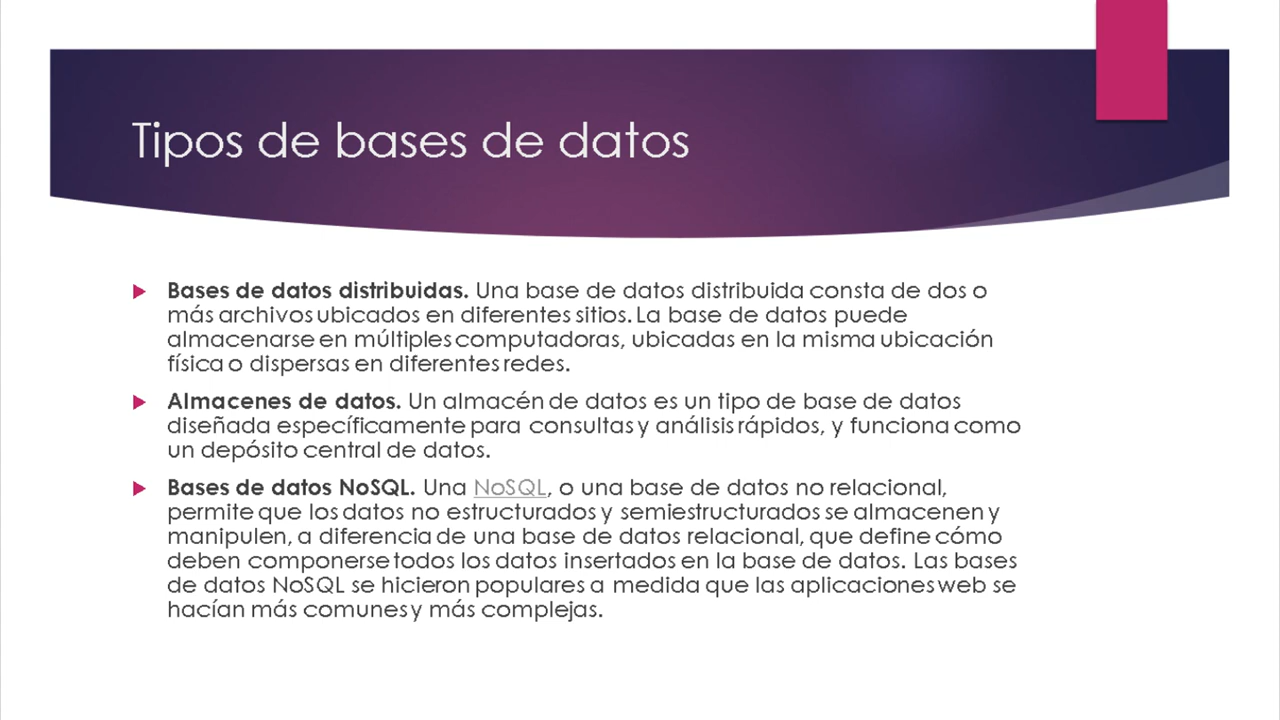 Tipos de bases de datos
Bases de datos distribuidas. Una base de datos distribuida consta de dos o
más archivos ubicados en diferentes sitios. La base de datos puede
almacenarse en múltiples computadoras, ubicadas en la misma ubicación
física o dispersas en diferentes redes.
Almacenes de datos. Un almacén de datos es un tipo de base de datos
diseñada específicamente para consultas y análisis rápidos, y funciona como
un depósito central de datos.
Bases de datos NoSQL. Una NoSQL, o una base de datos no relacional,
permite que los datos no estructurados y semiestructurados se almacenen y
manipulen, a diferencia de una base de datos relacional, que define cómo
deben componerse todos los datos insertados en la base de datos. Las bases
de datos NoSQL se hicieron populares a medida que las aplicaciones web se
hacían más comunes y más complejas.